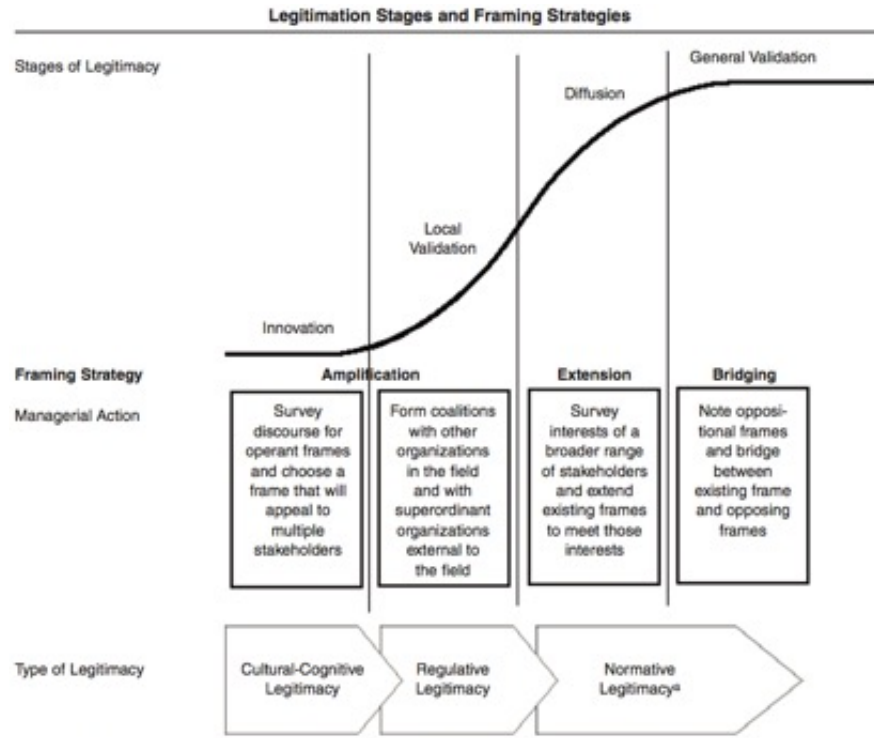 Legitimation Stages and Framing Strategies
Stages of Legitimacy
General Validation
Diffusion
Local
Validation
Innovation
Framing Strategy
Amplification
Extension
Bridging
Managerial Action
Survey
discourse for
operant frames
and choose a
frame that will
appeal to
multiple
stakeholders
Form coalitions
with other
organizations
in the field
and with
superordinant
organizations
external to
the field
Survey
interests of a
broader range
of stakeholders
and extend
existing frames
to meet those
interests
Note opposi-
tional frames
and bridge
between
existing frame
and opposing
frames
Type of Legitimacy
Cultural-Cognitive
Legitimacy
Regulative
Legitimacy
Normative
Legitimacyᵃ